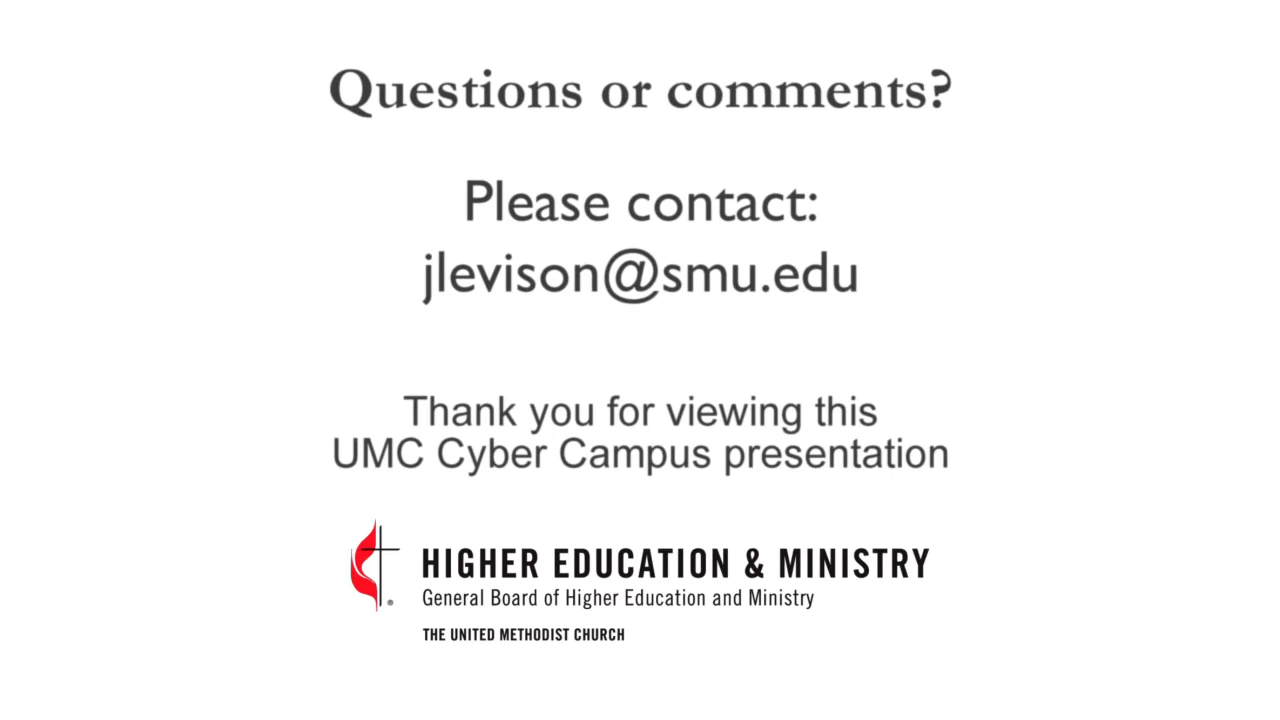 Questions or comments?
Please contact:
jlevison@smu.edu
Thank you for viewing this
UMC Cyber Campus presentation
HIGHER EDUCATION & MINISTRY
General Board of Higher Education and Ministry
®
THE UNITED METHODIST CHURCH